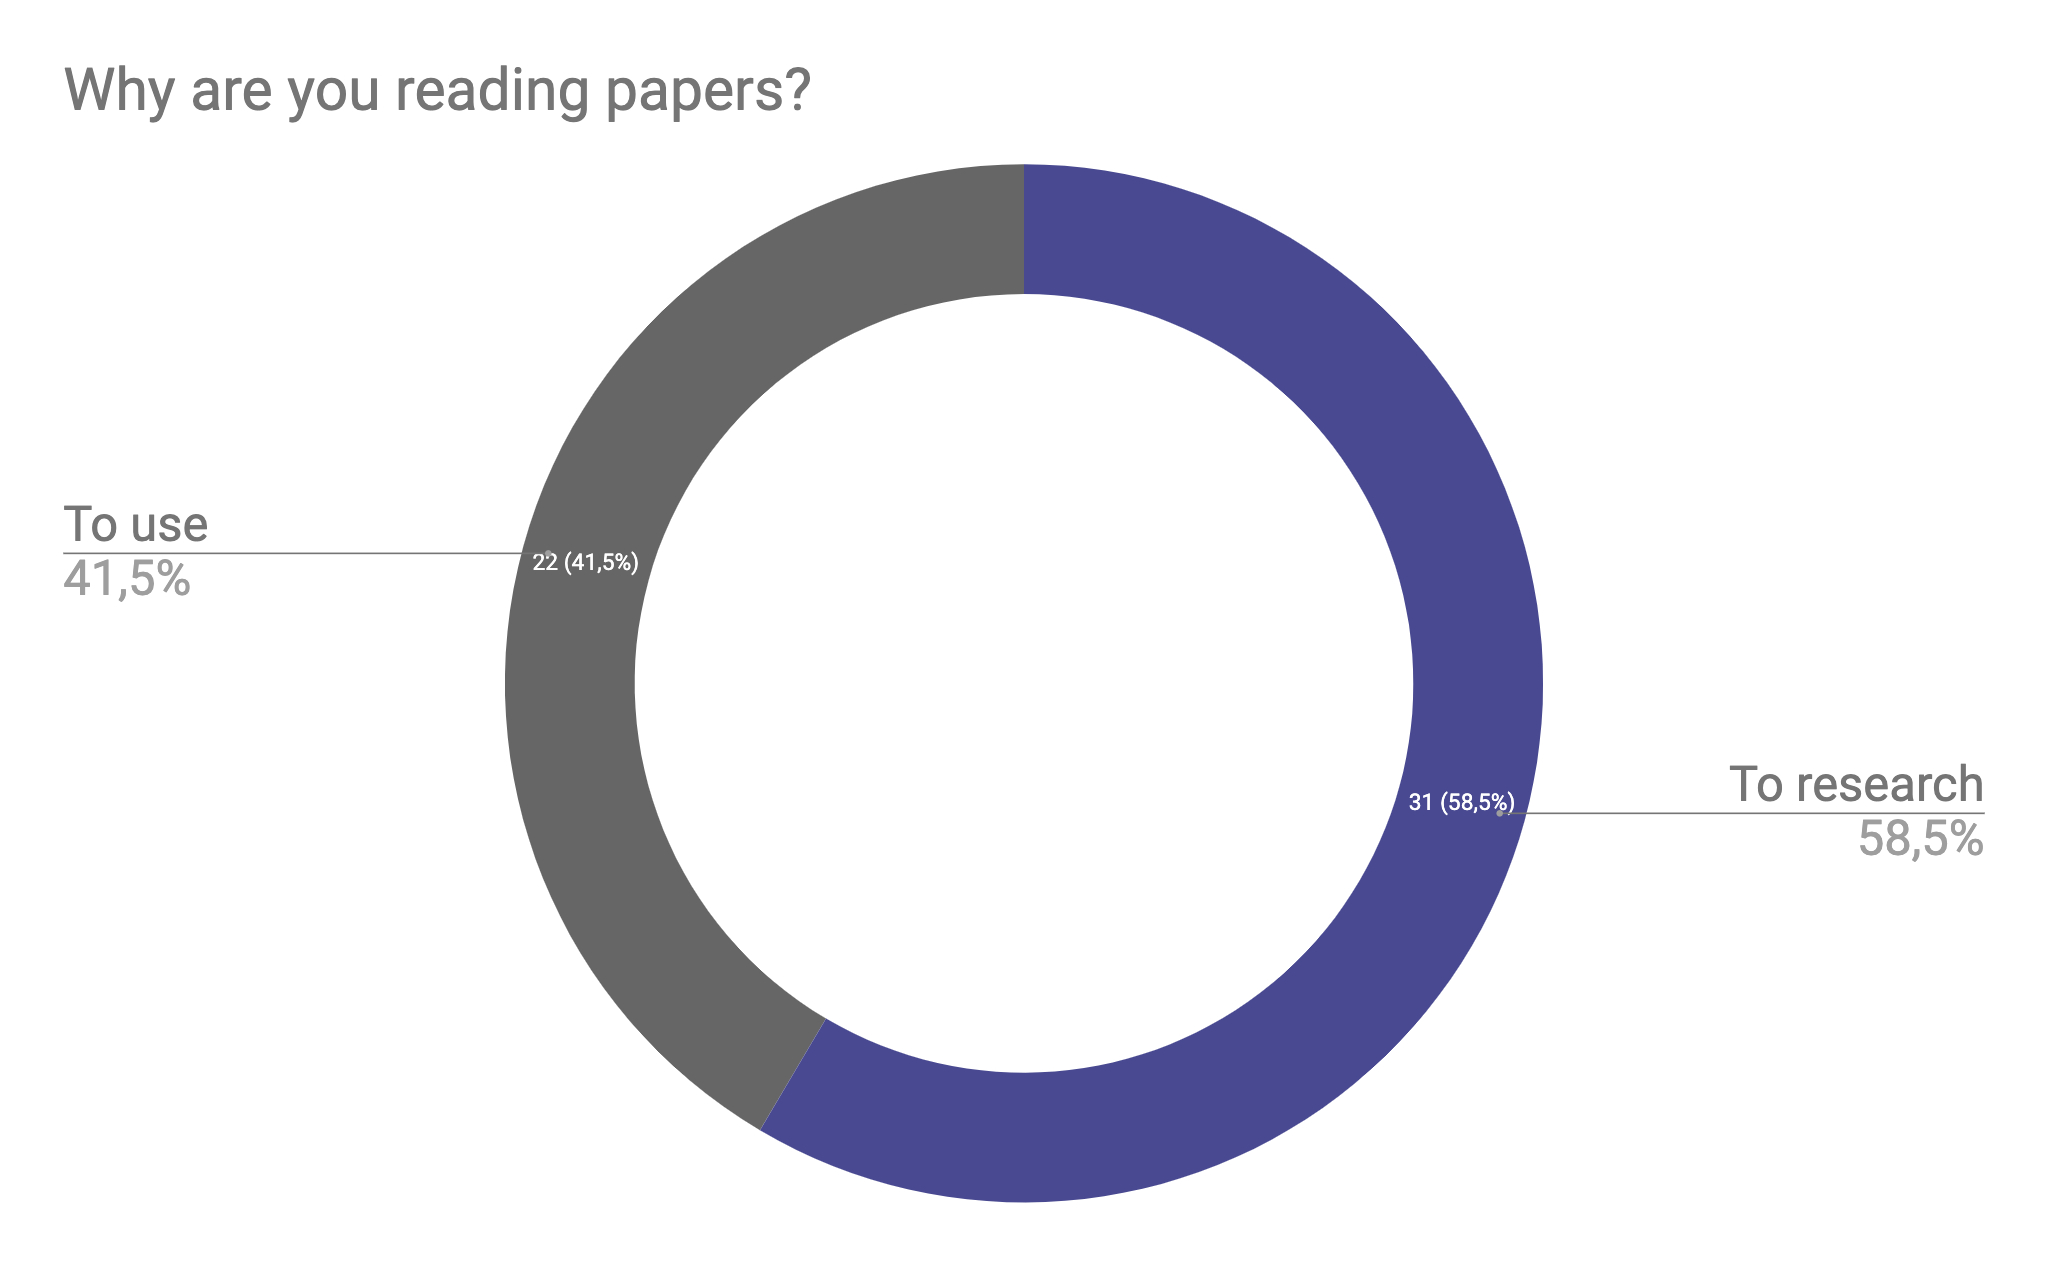 Why are you reading papers?
To use
41,5%
22 (41,5%)
31 (58,5%)
To research
58,5%